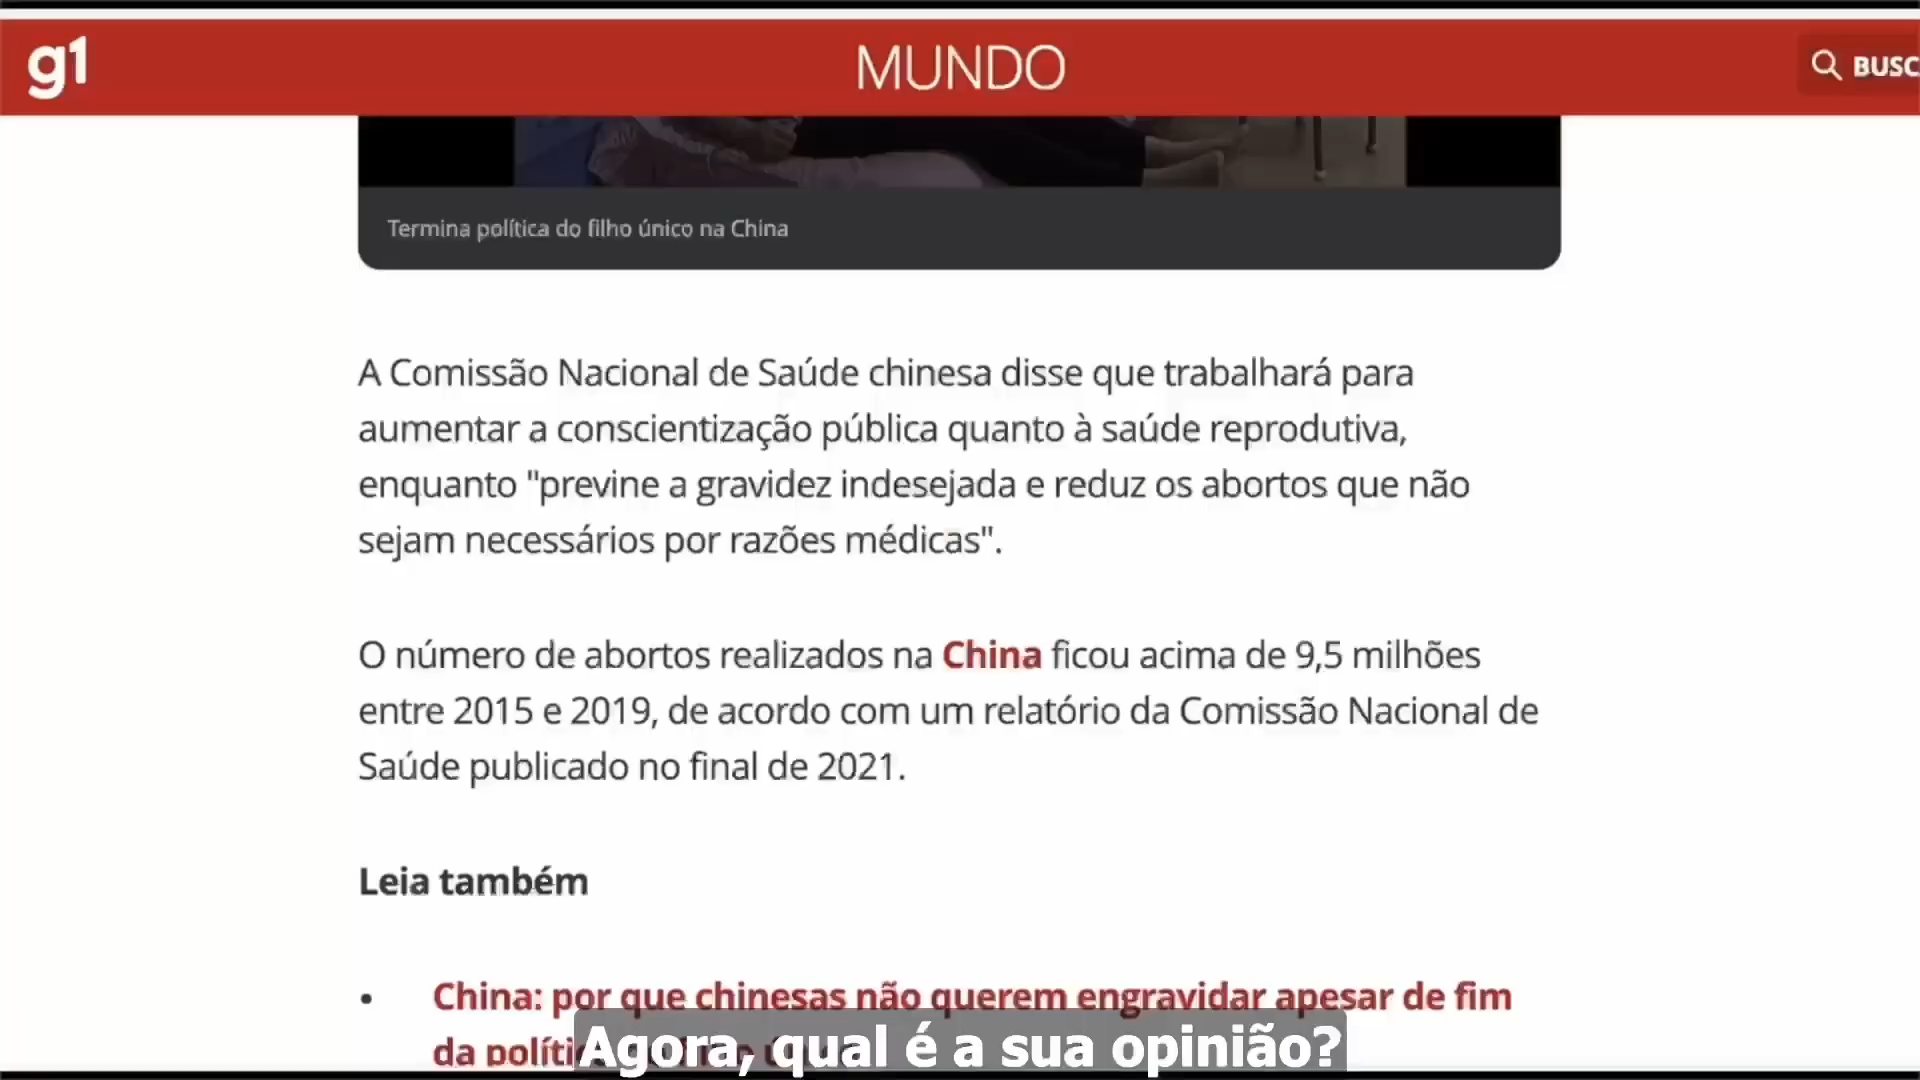 g1
MUNDO
BUSC
Termina política do filho único na China
A Comissão Nacional de Saúde chinesa disse que trabalhará para
aumentar a conscientização pública quanto à saúde reprodutiva,
enquanto "previne a gravidez indesejada e reduz os abortos que não
sejam necessários por razões médicas".
O número de abortos realizados na China ficou acima de 9,5 milhões
entre 2015 e 2019, de acordo com um relatório da Comissão Nacional de
Saúde publicado no final de 2021.
Leia também
• China: por que chinesas não querem engravidar apesar de fim
da políti
Agora, qual é a sua opinião?